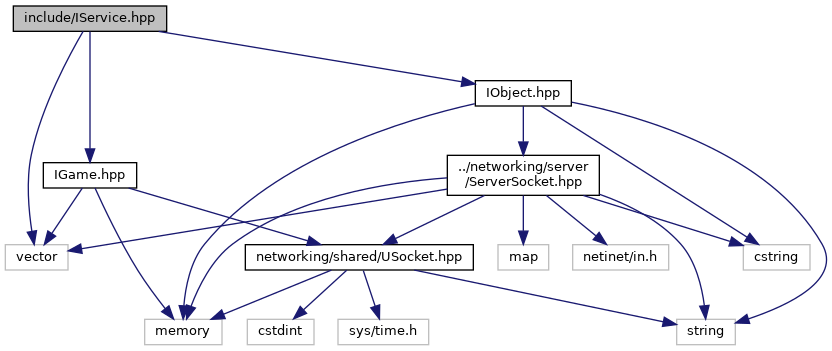 include/IService.hpp
IObject.hpp
IGame.hpp
../networking/server
/ServerSocket.hpp
vector
networking/shared/USocket.hpp
map
netinet/in.h
cstring
memory
cstdint
sys/time.h
string